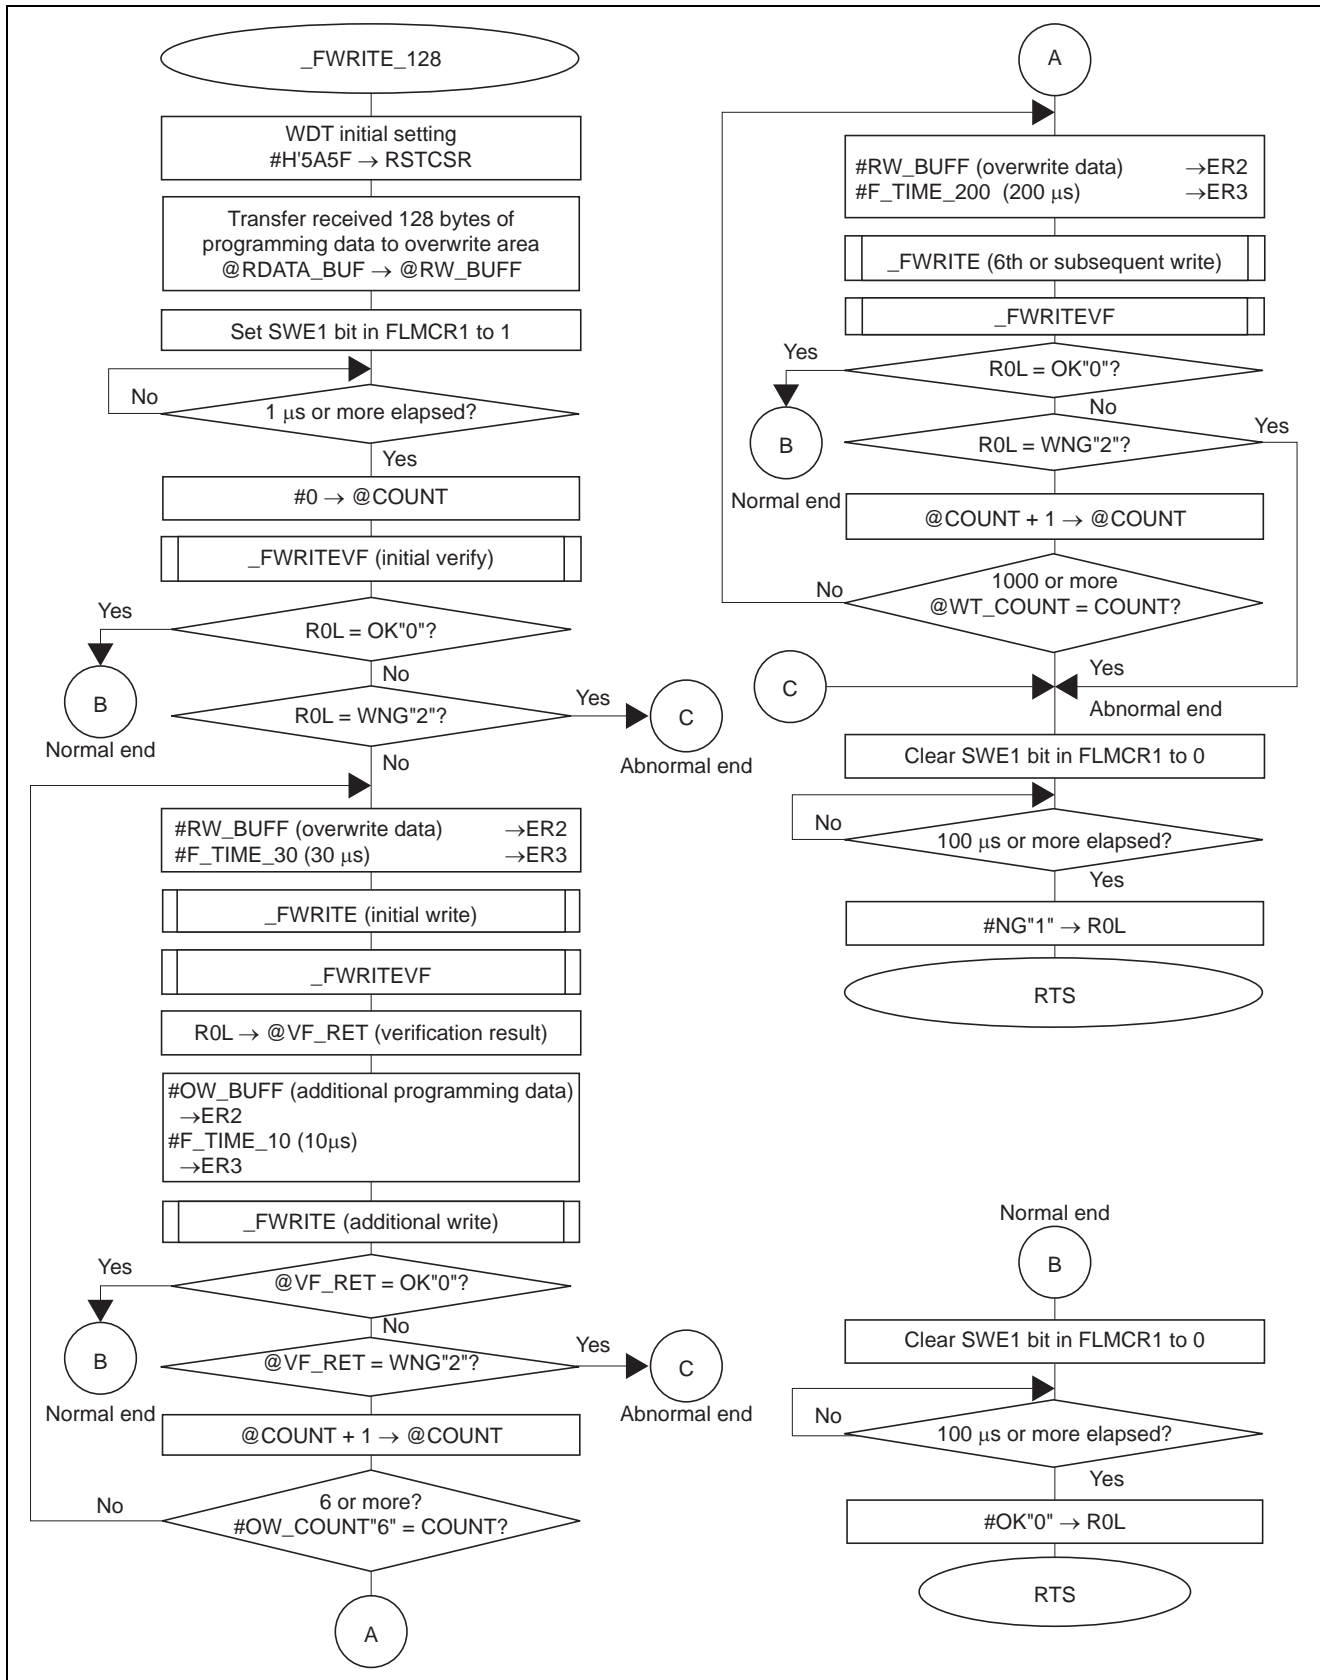 _FWRITE_128
WDT initial setting
#H'5A5F → RSTCSR
Transfer received 128 bytes of
programming data to overwrite area
@RDATA_BUF → @RW_BUFF
Set SWE1 bit in FLMCR1 to 1
No
1 μs or more elapsed?
Yes
#0 → @COUNT
_FWRITEVF (initial verify)
Yes
R0L = OK"0"?
No
B
Normal end
R0L = WNG"2"?
Yes
C
Abnormal end
No
#RW_BUFF (overwrite data) →ER2
#F_TIME_30 (30 μs) →ER3
_FWRITE (initial write)
_FWRITEVF
R0L → @VF_RET (verification result)
#OW_BUFF (additional programming data)
→ER2
#F_TIME_10 (10μs)
→ER3
_FWRITE (additional write)
Yes
@VF_RET = OK"0"?
No
B
Normal end
@VF_RET = WNG"2"?
Yes
C
Abnormal end
@COUNT + 1 → @COUNT
No
6 or more?
#OW_COUNT"6" = COUNT?
A
A
#RW_BUFF (overwrite data) →ER2
#F_TIME_200 (200 μs) →ER3
_FWRITE (6th or subsequent write)
_FWRITEVF
Yes
R0L = OK"0"?
No
B
Normal end
Yes
R0L = WNG"2"?
@COUNT + 1 → @COUNT
No
1000 or more
@WT_COUNT = COUNT?
Yes
C
Abnormal end
Clear SWE1 bit in FLMCR1 to 0
No
100 μs or more elapsed?
Yes
#NG"1" → R0L
RTS
Normal end
B
Clear SWE1 bit in FLMCR1 to 0
No
100 μs or more elapsed?
Yes
#OK"0" → R0L
RTS